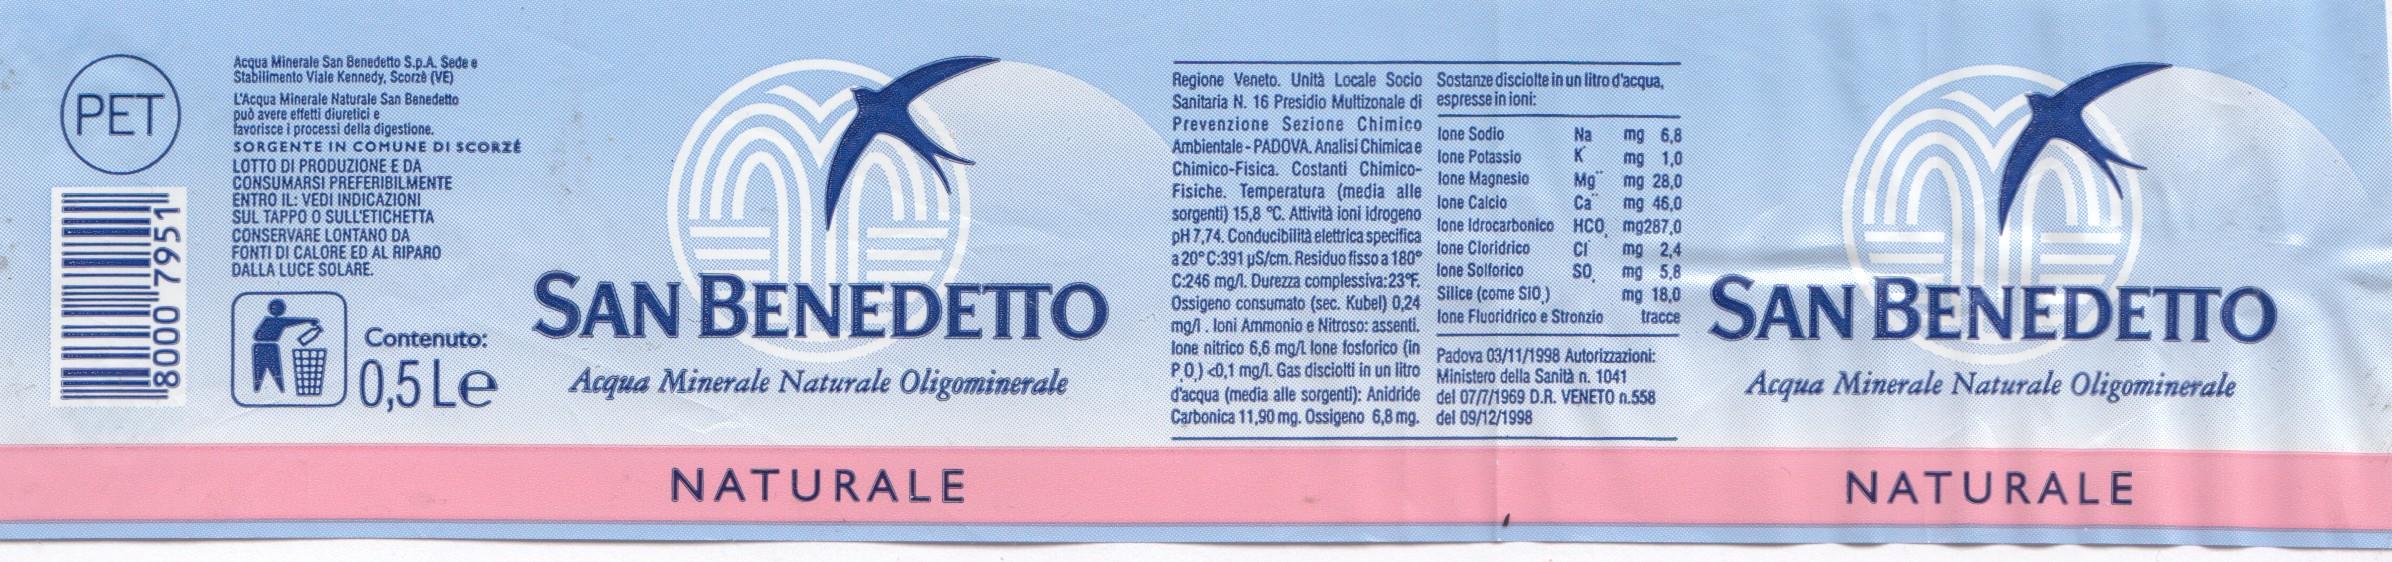 PET
8000 7951
Acqua Minerale San Benedetto S.p.A. Sede e
Stabilimento Viale Kennedy, Scorzè (VE)
L'Acqua Minerale Naturale San Benedetto
può avere effetti diuretici e
favorisce i processi della digestione.
SORGENTE IN COMUNE DI SCORZÉ
LOTTO DI PRODUZIONE E DA
CONSUMARSI PREFERIBILMENTE
ENTRO IL: VEDI INDICAZIONI
SUL TAPPO O SULL'ETICHETTA
CONSERVARE LONTANO DA
FONTI DI CALORE ED AL RIPARO
DALLA LUCE SOLARE.
Contenuto:
0,5 L e
SAN BENEDETTO
Acqua Minerale Naturale Oligominerale
NATURALE
Regione Veneto. Unità Locale Socio
Sanitaria N. 16 Presidio Multizonale di
Prevenzione Sezione Chimico
Ambientale - PADOVA. Analisi Chimica e
Chimico-Fisica. Costanti Chimico-
Fisiche. Temperatura (media alle
sorgenti) 15,8 °C. Attività ioni idrogeno
pH 7,74. Conducibilità elettrica specifica
a 20° C:391 µS/cm. Residuo fisso a 180°
C:246 mg/l. Durezza complessiva:23°F.
Ossigeno consumato (sec. Kubel) 0,24
mg/l . Ioni Ammonio e Nitroso: assenti.
Ione nitrico 6,6 mg/l. Ione fosforico (in
P O,) <0,1 mg/l. Gas disciolti in un litro
d'acqua (media alle sorgenti): Anidride
Carbonica 11,90 mg. Ossigeno 6,8 mg.
Sostanze disciolte in un litro d'acqua,
espresse in ioni:
Ione Sodio Na mg 6,8
Ione Potassio K˙ mg 1,0
Ione Magnesio Mg¨ mg 28,0
Ione Calcio Ca¨ mg 46,0
Ione Idrocarbonico HCO, mg287,0
Ione Cloridrico Cl' mg 2,4
Ione Solforico SO, mg 5,8
Silice (come SiO,) mg 18,0
Ione Fluoridrico e Stronzio tracce
Padova 03/11/1998 Autorizzazioni:
Ministero della Sanità n. 1041
del 07/7/1969 D.R. VENETO n.558
del 09/12/1998
SAN BENEDETTO
Acqua Minerale Naturale Oligominerale
NATURALE